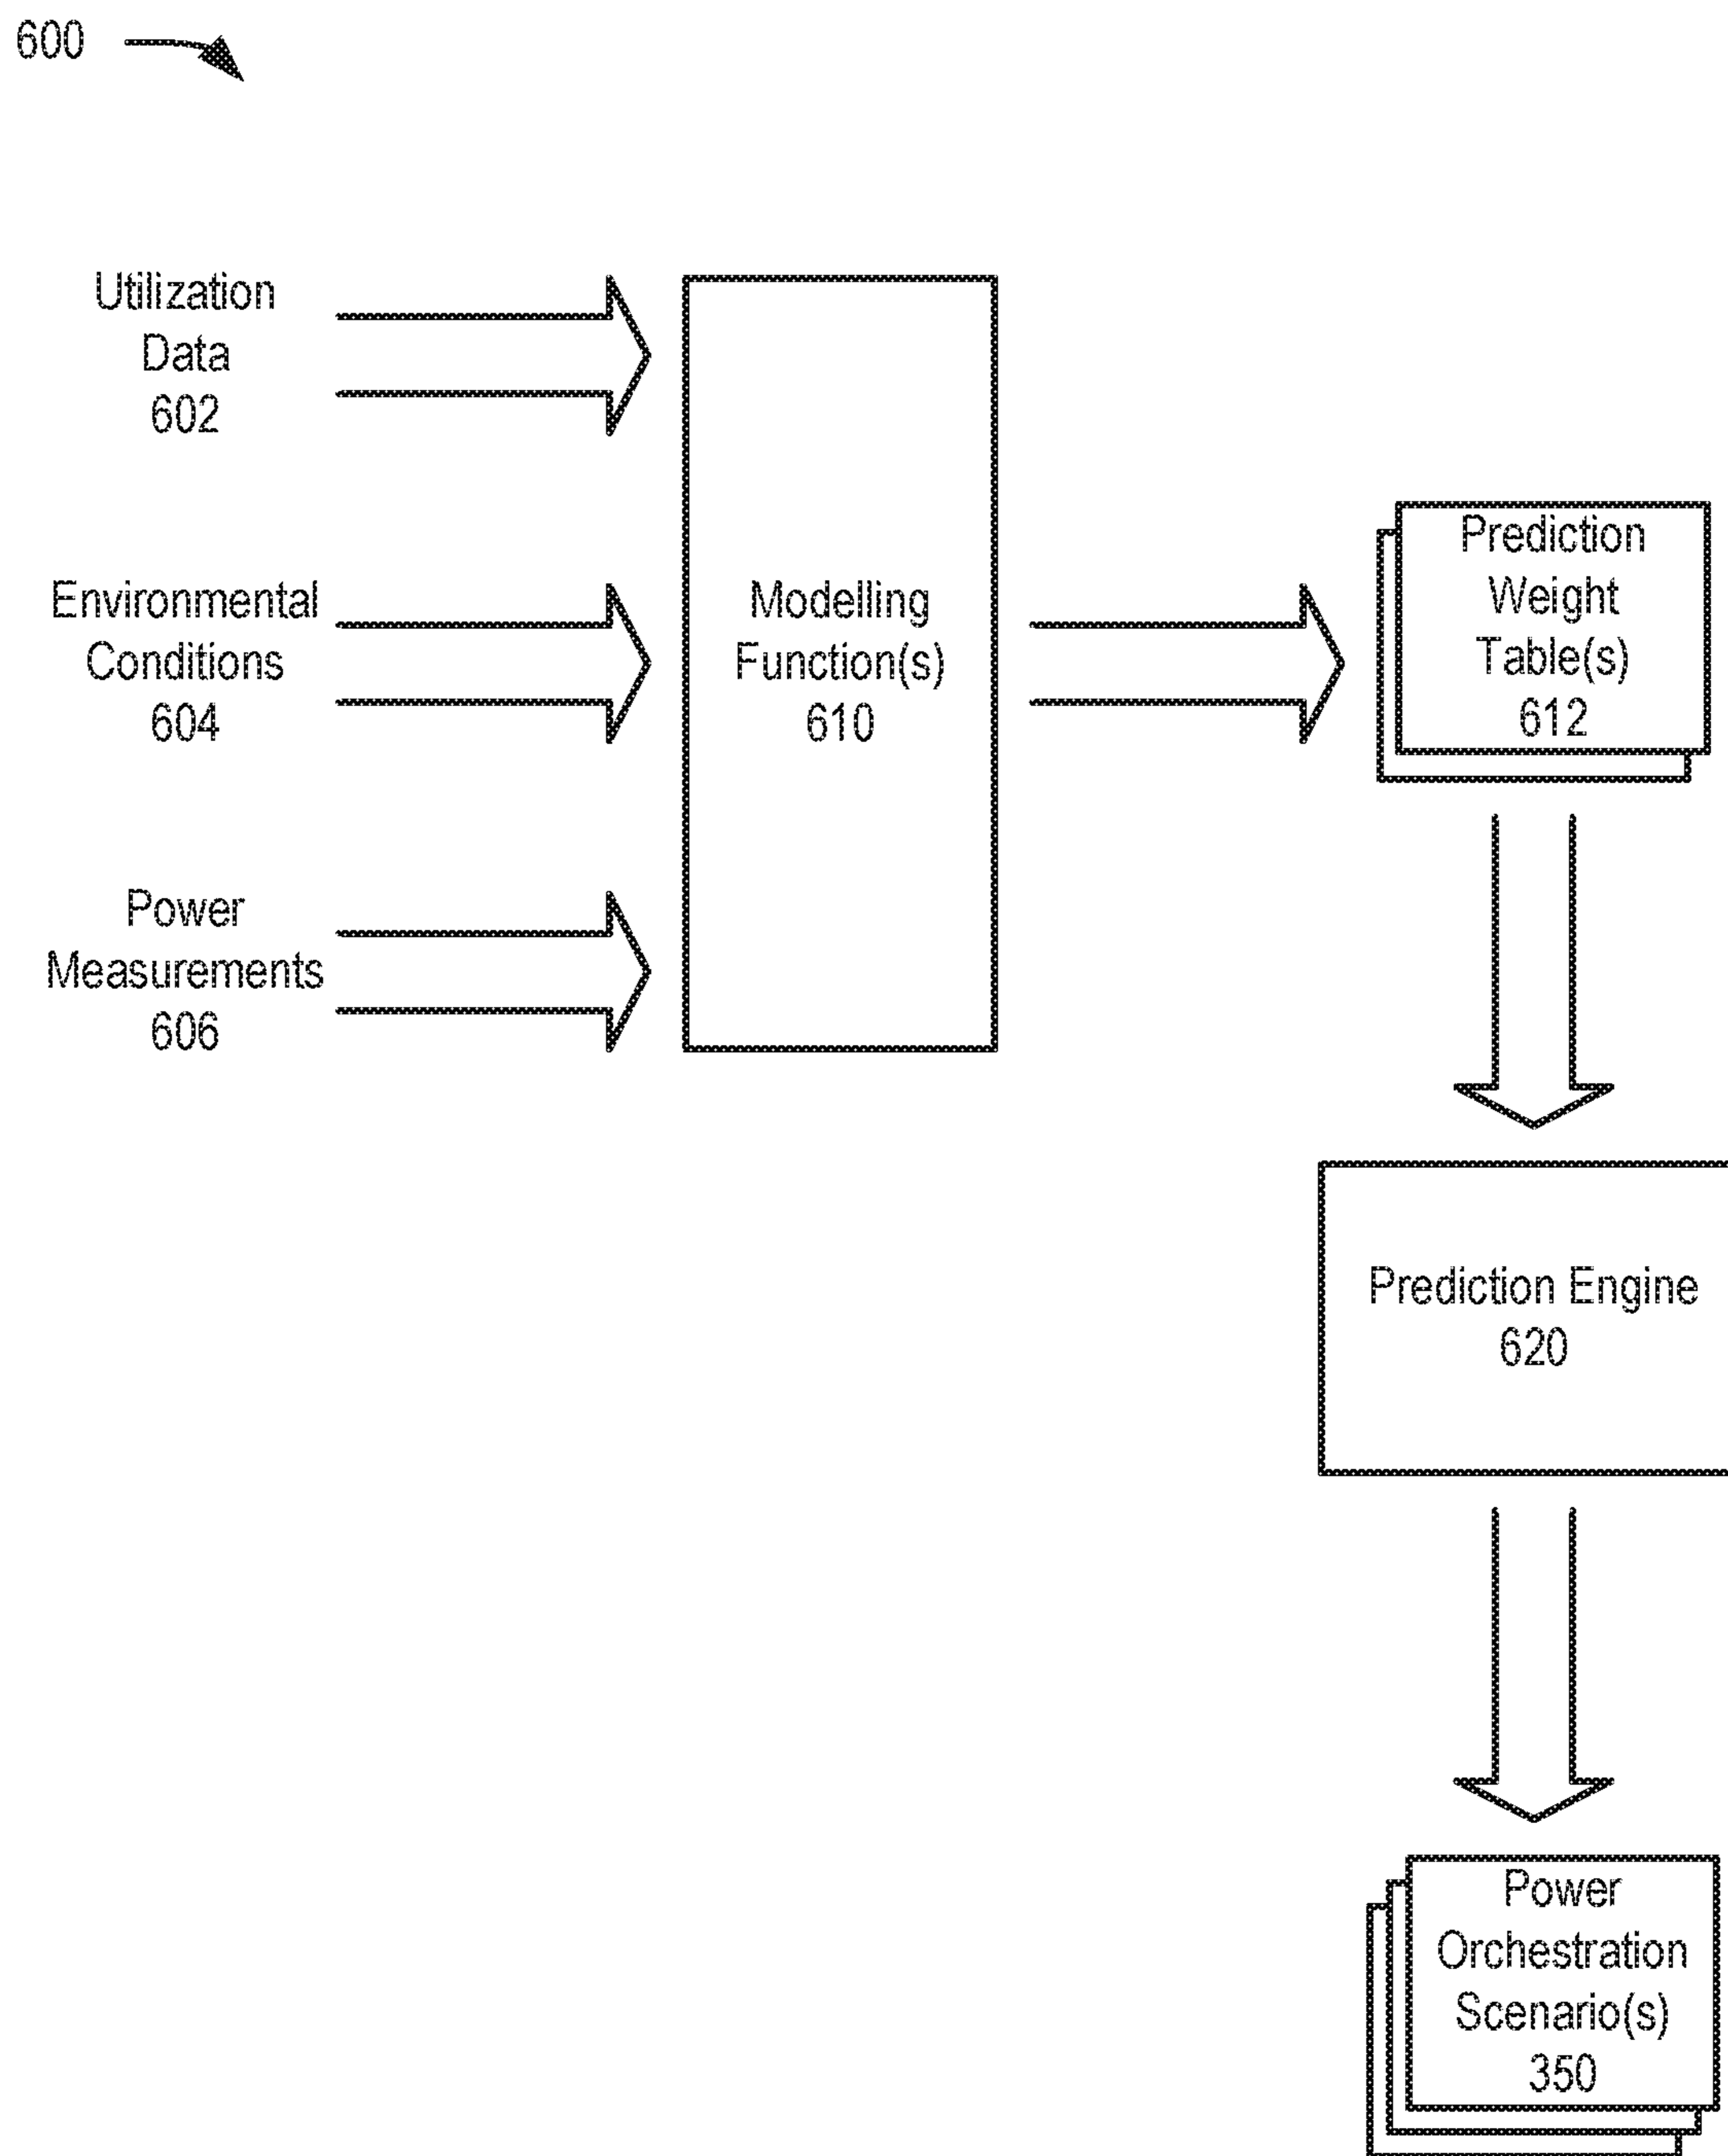 600
Utilization
Data
602
Environmental
Conditions
604
Power
Measurements
606
Modelling
Function(s)
610
Prediction
Weight
Table(s)
612
Prediction Engine
620
Power
Orchestration
Scenario(s)
350